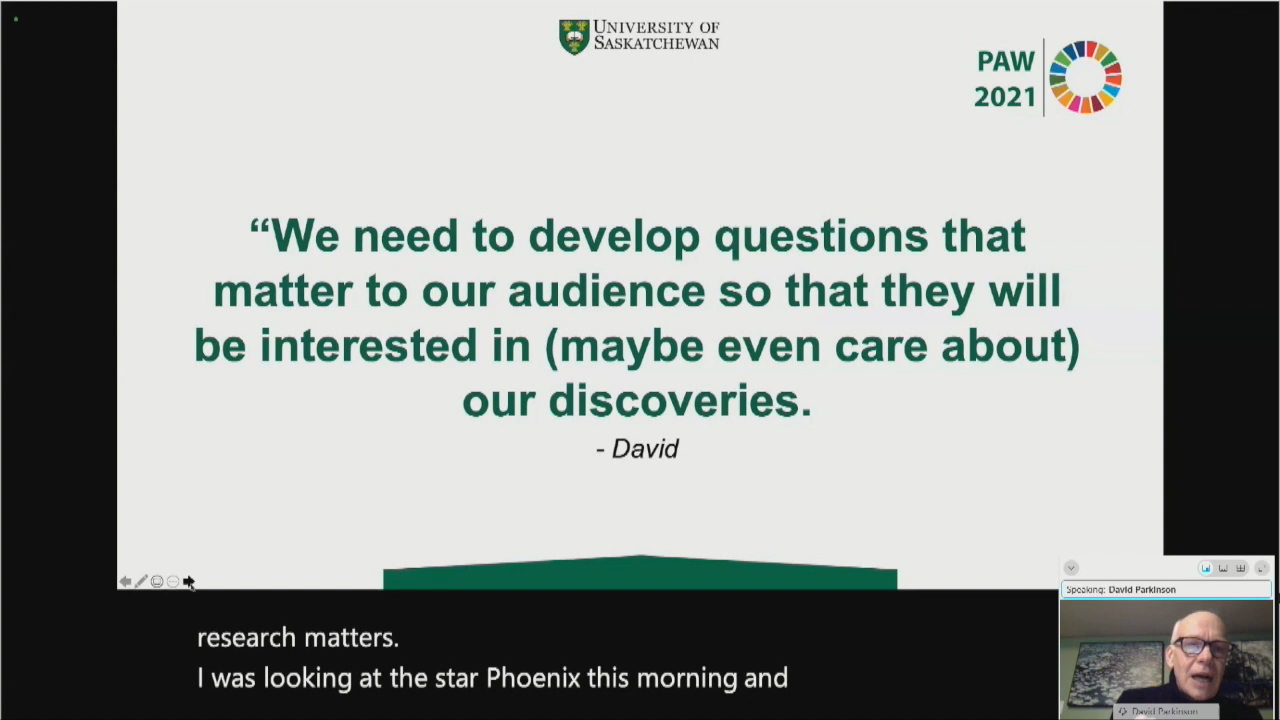 UNIVERSITY OF
SASKATCHEWAN
PAW
2021
“We need to develop questions that
matter to our audience so that they will
be interested in (maybe even care about)
our discoveries.
- David
Speaking: David Parkinson
research matters.
I was looking at the star Phoenix this morning and
David Parkinson